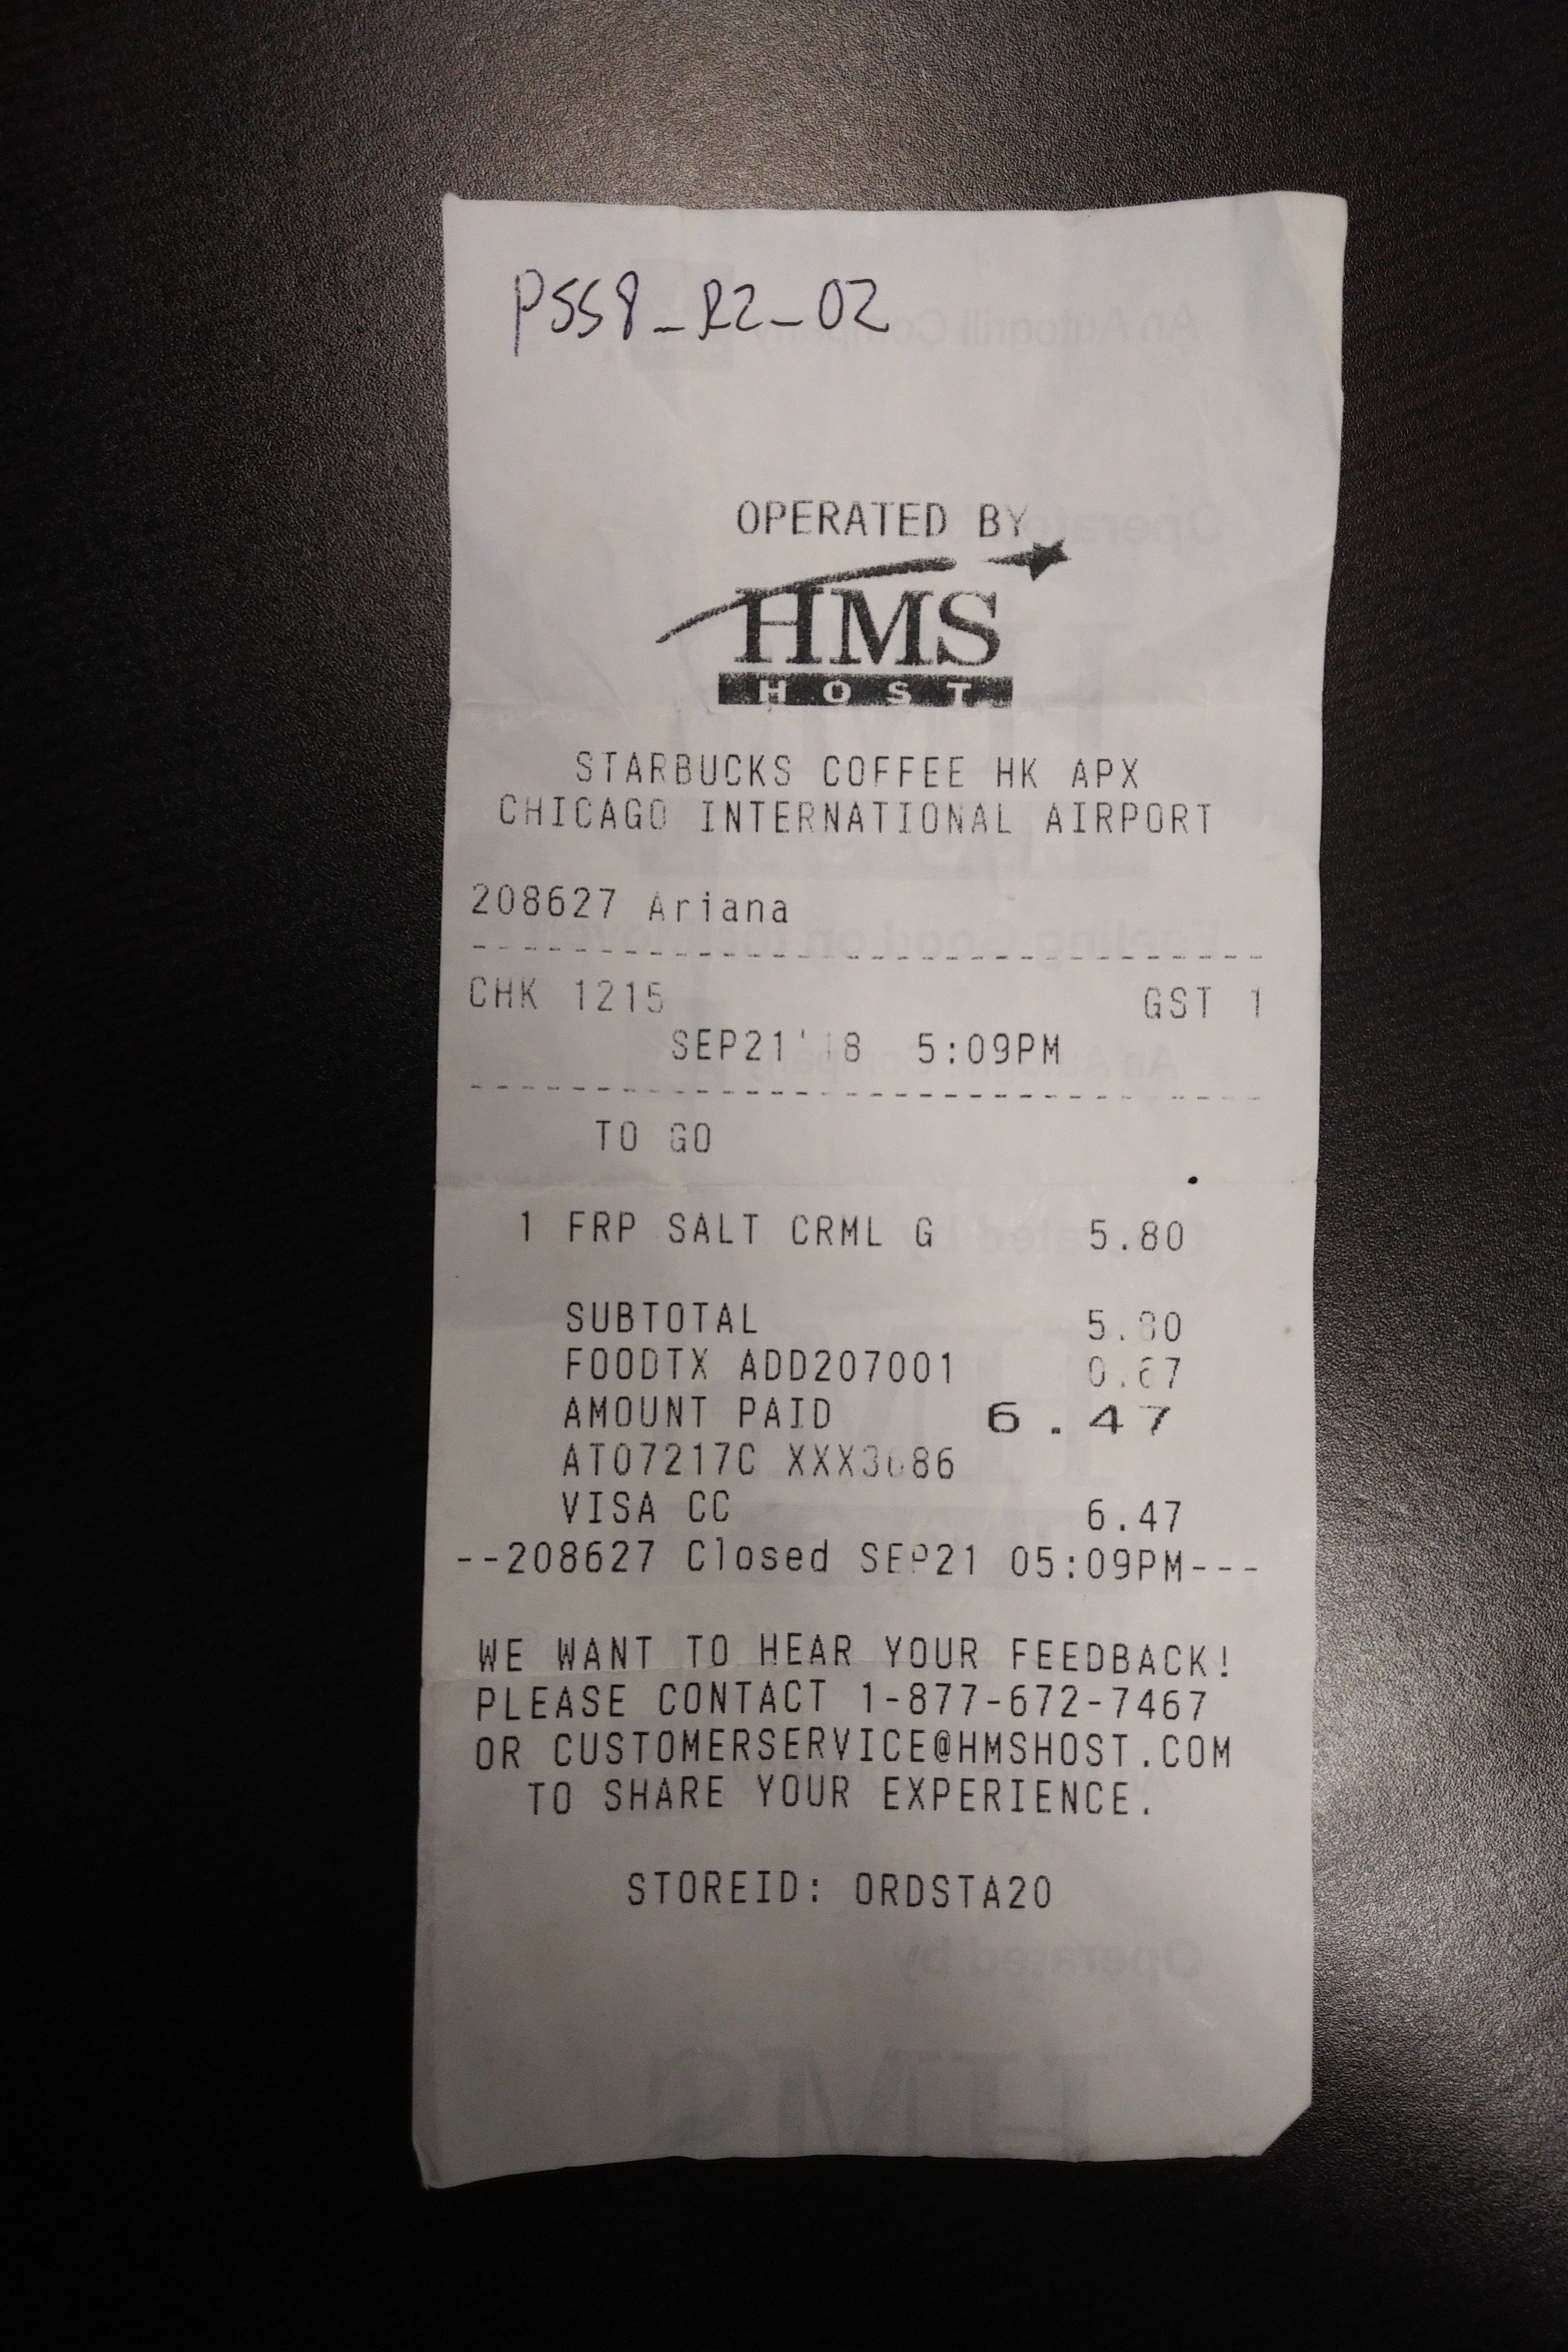 P558_R2_02
OPERATED BY
HMS
HOST
STARBUCKS COFFEE HK APX
CHICAGO INTERNATIONAL AIRPORT
208627 Ariana
CHK 1215 GST 1
SEP21'18 5:09PM
TO GO
1 FRP SALT CRML G 5.80
SUBTOTAL 5.80
FOODTX ADD207001 0.67
AMOUNT PAID 6.47
AT07217C
VISA CC 6.47
--208627 Closed SEP21 05:09PM---
WE WANT TO HEAR YOUR FEEDBACK!
PLEASE CONTACT 1-877-672-7467
OR CUSTOMERSERVICE@HMSHOST.COM
TO SHARE YOUR EXPERIENCE.
STOREID: ORDSTA20